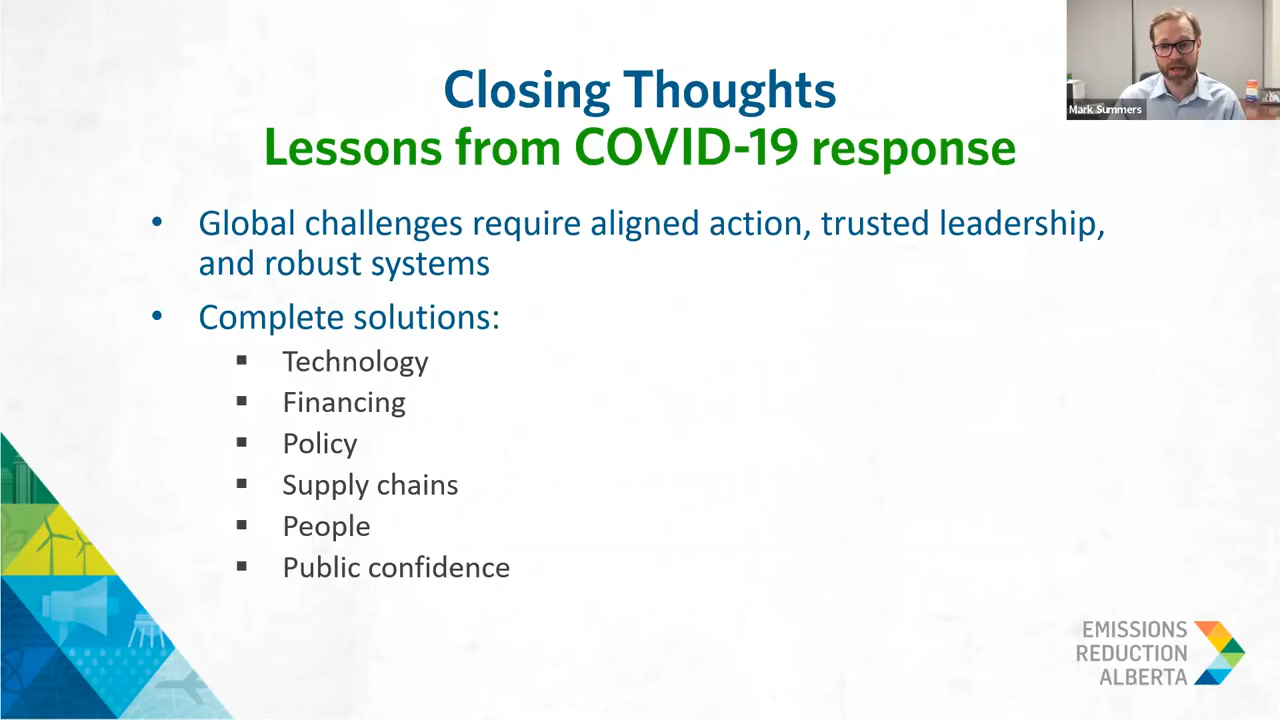 Closing Thoughts
Lessons from COVID-19 response
• Global challenges require aligned action, trusted leadership,
and robust systems
• Complete solutions:
▪ Technology
▪ Financing
▪ Policy
▪ Supply chains
▪ People
▪ Public confidence
Mark Summers
EMISSIONS
REDUCTION
ALBERTA